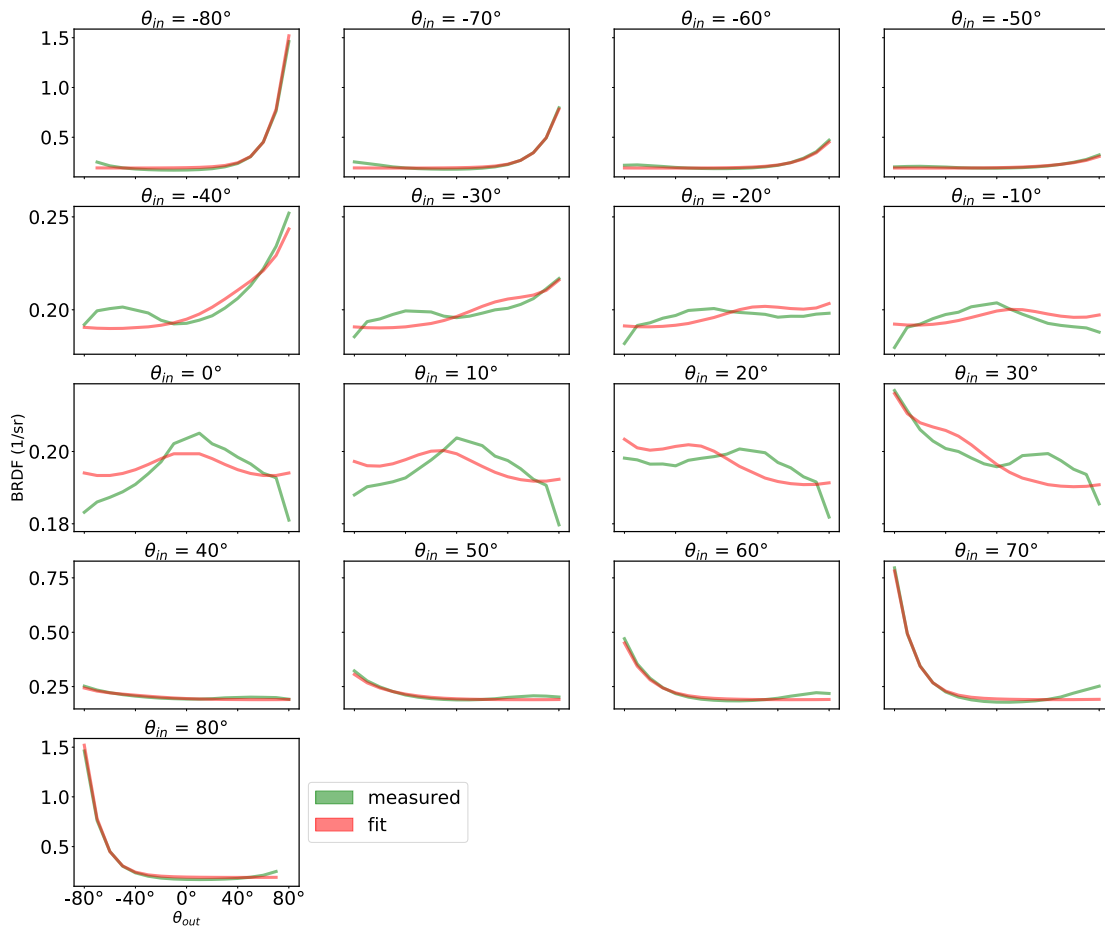 θin = -80° θin = -70° θin = -60° θin = -50°
1.5
1.0
0.5
θin = -40° θin = -30° θin = -20° θin = -10°
0.25
0.20
θin = 0° θin = 10° θin = 20° θin = 30°
BRDF (1/sr)
0.20
0.18
θin = 40° θin = 50° θin = 60° θin = 70°
0.75
0.50
0.25
θin = 80°
1.5
1.0
0.5
measured
fit
-80° -40° 0° 40° 80°
θout